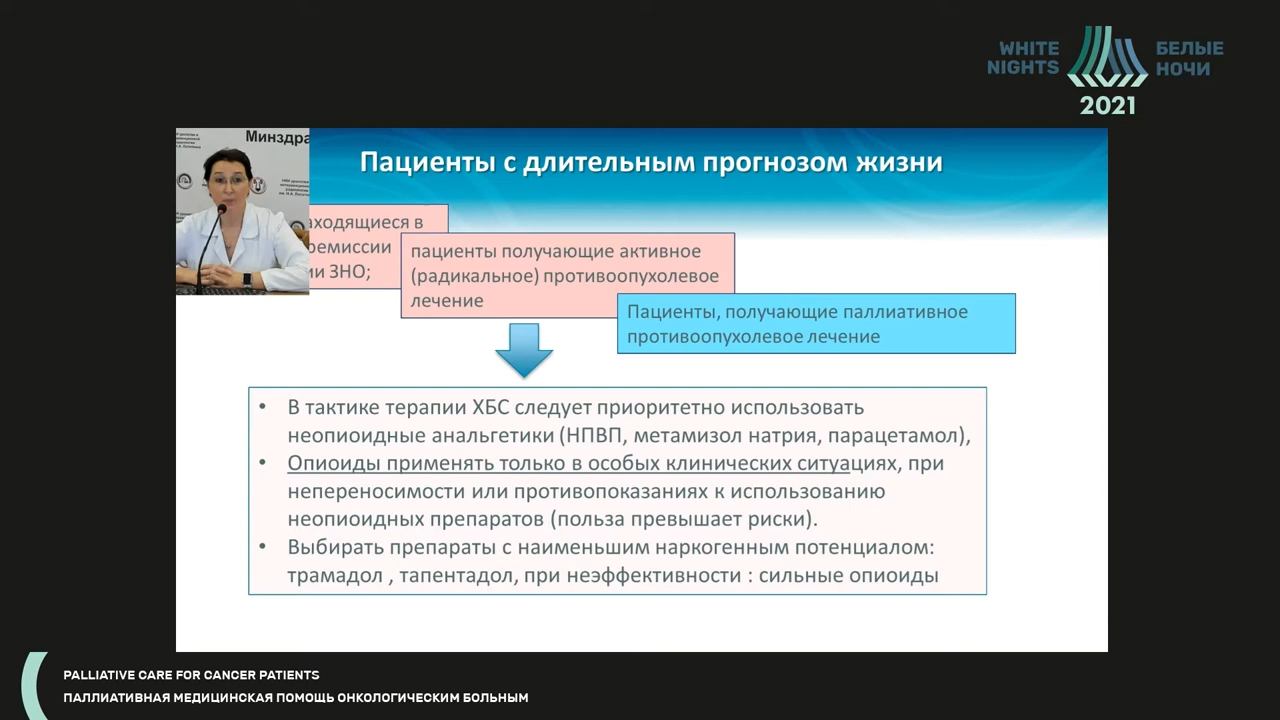 WHITE
NIGHTS
БЕЛЫЕ
НОЧИ
2021
Минздра
Пациенты с длительным прогнозом жизни
аходящиеся в
ремиссии
ии ЗНО;
пациенты получающие активное
(радикальное) противоопухолевое
лечение
Пациенты, получающие паллиативное
противоопухолевое лечение
• В тактике терапии ХБС следует приоритетно использовать
неопиоидные анальгетики (НПВП, метамизол натрия, парацетамол),
• Опиоиды применять только в особых клинических ситуациях, при
непереносимости или противопоказаниях к использованию
неопиоидных препаратов (польза превышает риски).
• Выбирать препараты с наименьшим наркогенным потенциалом:
трамадол , тапентадол, при неэффективности : сильные опиоиды
PALLIATIVE CARE FOR CANCER PATIENTS
ПАЛЛИАТИВНАЯ МЕДИЦИНСКАЯ ПОМОЩЬ ОНКОЛОГИЧЕСКИМ БОЛЬНЫМ